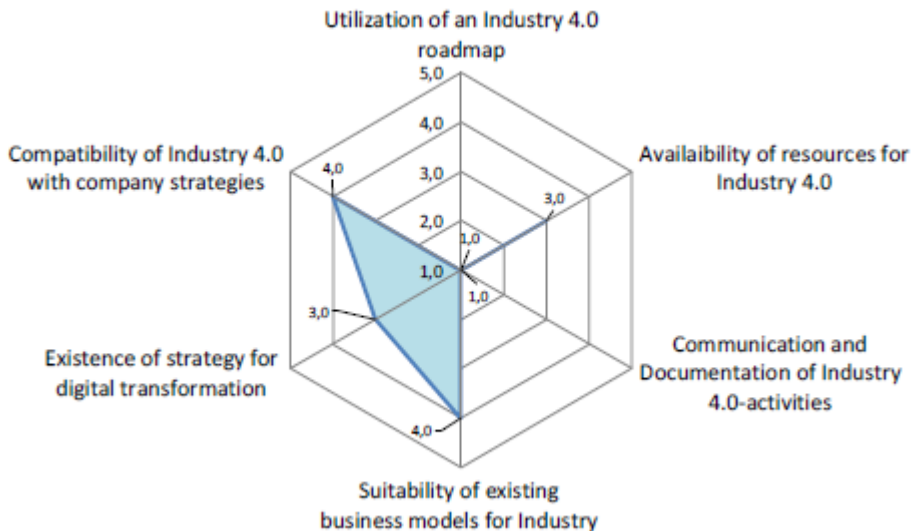 Utilization of an Industry 4.0
roadmap
5,0
Compatibility of Industry 4.0
with company strategies
4,0
4,0
Availaibility of resources for
Industry 4.0
3,0
3,0
2,0
1,0
1,0
1,0
3,0
Existence of strategy for
digital transformation
Communication and
Documentation of Industry
4.0-activities
4,0
Suitability of existing
business models for Industry